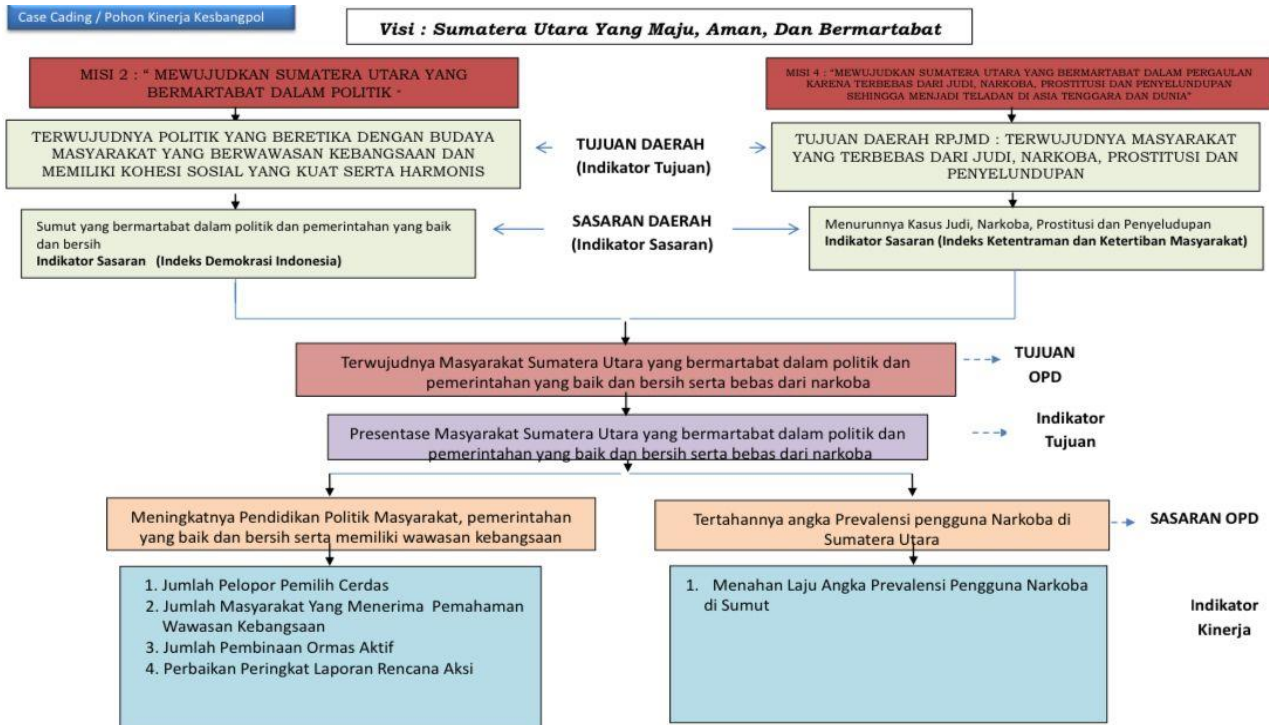 Case Cading / Pohon Kinerja Kesbangpol
Visi : Sumatera Utara Yang Maju, Aman, Dan Bermartabat
MISI 2 : “ MEWUJUDKAN SUMATERA UTARA YANG
BERMARTABAT DALAM POLITIK “
MISI 4 : “MEWUJUDKAN SUMATERA UTARA YANG BERMARTABAT DALAM PERGAULAN
KARENA TERBEBAS DARI JUDI, NARKOBA, PROSTITUSI DAN PENYELUNDUPAN
SEHINGGA MENJADI TELADAN DI ASIA TENGGARA DAN DUNIA”
TERWUJUDNYA POLITIK YANG BERETIKA DENGAN BUDAYA
MASYARAKAT YANG BERWAWASAN KEBANGSAAN DAN
MEMILIKI KOHESI SOSIAL YANG KUAT SERTA HARMONIS
TUJUAN DAERAH
(Indikator Tujuan)
TUJUAN DAERAH RPJMD : TERWUJUDNYA MASYARAKAT
YANG TERBEBAS DARI JUDI, NARKOBA, PROSTITUSI DAN
PENYELUNDUPAN
Sumut yang bermartabat dalam politik dan pemerintahan yang baik
dan bersih
Indikator Sasaran (Indeks Demokrasi Indonesia)
SASARAN DAERAH
(Indikator Sasaran)
Menurunnya Kasus Judi, Narkoba, Prostitusi dan Penyeludupan
Indikator Sasaran (Indeks Ketentraman dan Ketertiban Masyarakat)
Terwujudnya Masyarakat Sumatera Utara yang bermartabat dalam politik dan
pemerintahan yang baik dan bersih serta bebas dari narkoba
TUJUAN
OPD
Presentase Masyarakat Sumatera Utara yang bermartabat dalam politik dan
pemerintahan yang baik dan bersih serta bebas dari narkoba
Indikator
Tujuan
Meningkatnya Pendidikan Politik Masyarakat, pemerintahan
yang baik dan bersih serta memiliki wawasan kebangsaan
Tertahannya angka Prevalensi pengguna Narkoba di
Sumatera Utara
SASARAN OPD
1. Jumlah Pelopor Pemilih Cerdas
2. Jumlah Masyarakat Yang Menerima Pemahaman
Wawasan Kebangsaan
3. Jumlah Pembinaan Ormas Aktif
4. Perbaikan Peringkat Laporan Rencana Aksi
1. Menahan Laju Angka Prevalensi Pengguna Narkoba
di Sumut
Indikator
Kinerja